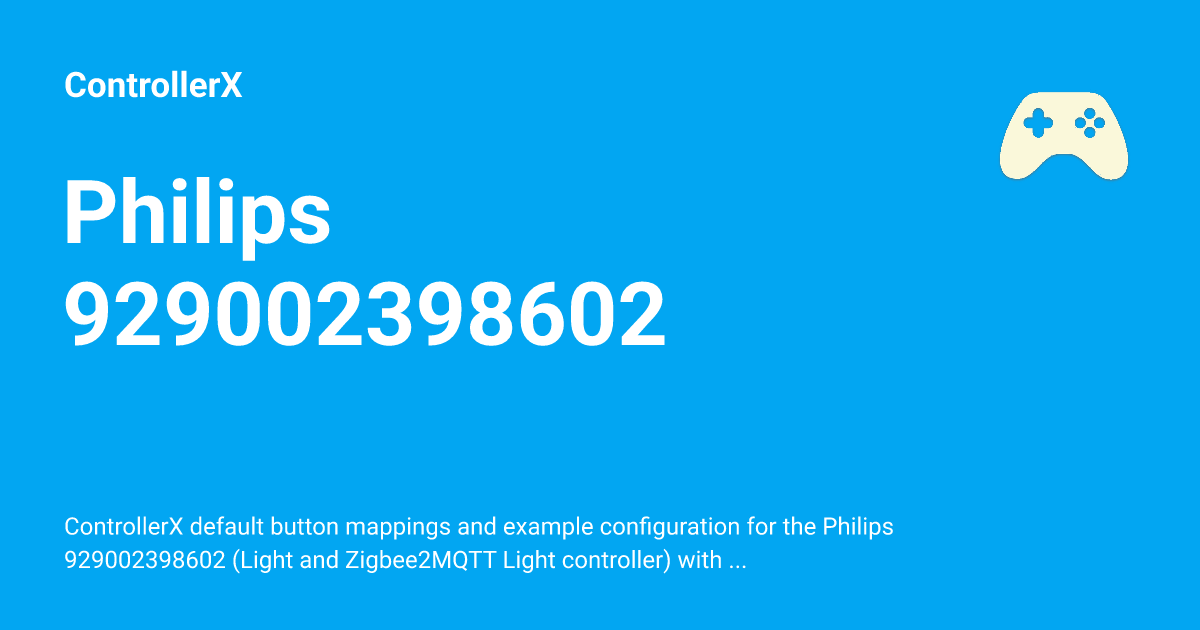 ControllerX
Philips
929002398602
ControllerX default button mappings and example configuration for the Philips
929002398602 (Light and Zigbee2MQTT Light controller) with ...